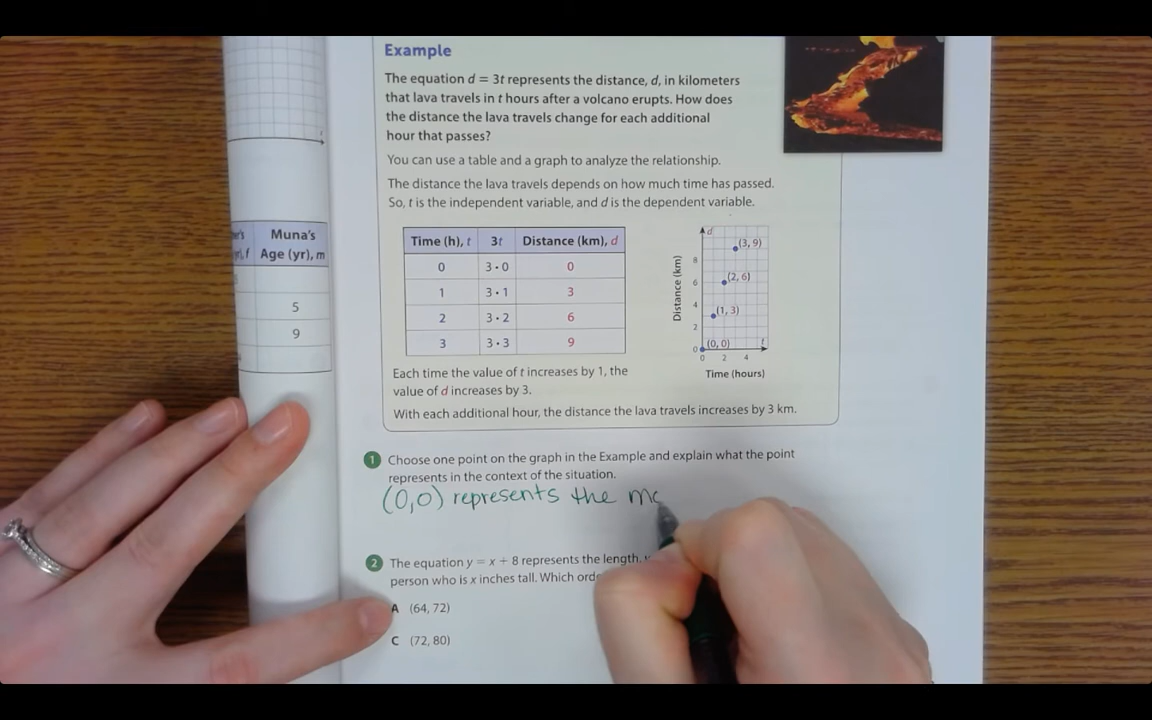 Example
The equation d = 3t represents the distance, d, in kilometers
that lava travels in t hours after a volcano erupts. How does
the distance the lava travels change for each additional
hour that passes?
You can use a table and a graph to analyze the relationship.
The distance the lava travels depends on how much time has passed.
So, t is the independent variable, and d is the dependent variable.
Muna's
f Age (yr), m
5
9
Time (h), t 3t Distance (km), d
0 3 • 0 0
1 3 • 1 3
2 3 • 2 6
3 3 • 3 9
d
(3, 9)
8
(2, 6)
6
4
(1, 3)
2
(0, 0) t
0
0 2 4
Distance (km)
Time (hours)
Each time the value of t increases by 1, the
value of d increases by 3.
With each additional hour, the distance the lava travels increases by 3 km.
1 Choose one point on the graph in the Example and explain what the point
represents in the context of the situation.
(0,0) represents the
2 The equation y = x + 8 represents the length,
person who is x inches tall. Which
A (64, 72)
C (72, 80)